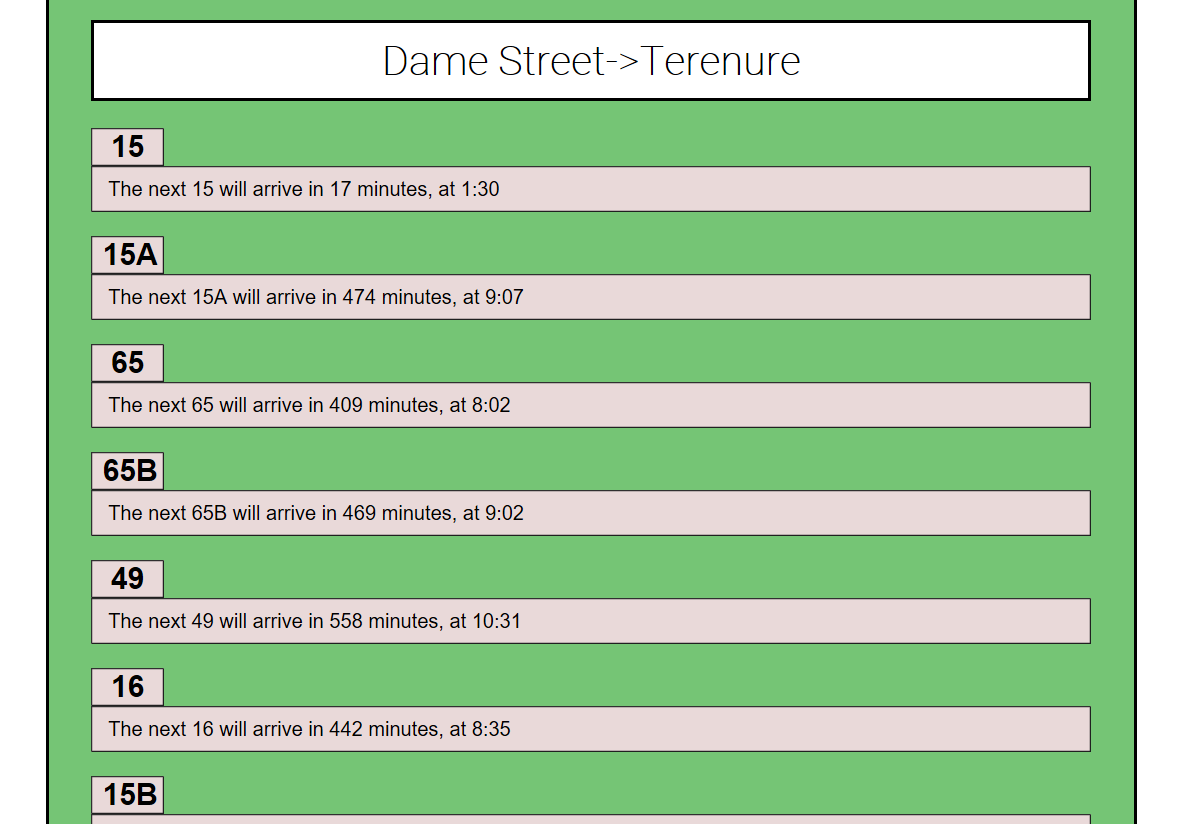 Dame Street->Terenure
15
The next 15 will arrive in 17 minutes, at 1:30
15A
The next 15A will arrive in 474 minutes, at 9:07
65
The next 65 will arrive in 409 minutes, at 8:02
65B
The next 65B will arrive in 469 minutes, at 9:02
49
The next 49 will arrive in 558 minutes, at 10:31
16
The next 16 will arrive in 442 minutes, at 8:35
15B